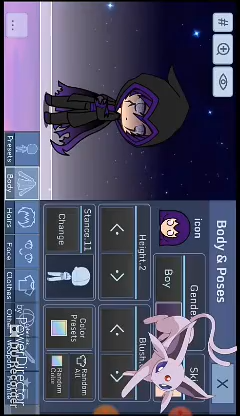 Body & Poses
X
icon
Gender
Boy
Height.2
<
>
Blush
Stance.11
Change
Color
Presets
Random
All
Random
Color
Presets
Body
Hairs
Face
Clothes
#
...